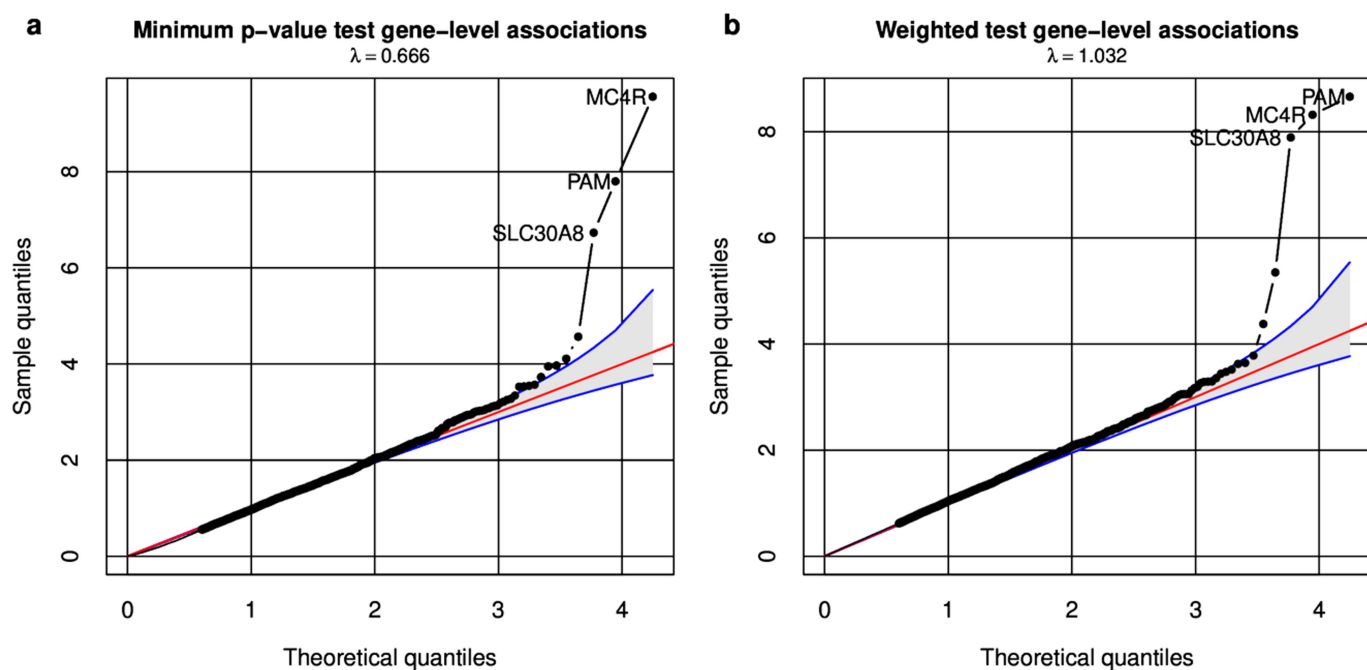 a
Minimum p−value test gene−level associations
λ = 0.666
MC4R
PAM
SLC30A8
8
6
4
2
0
Sample quantiles
0 1 2 3 4
Theoretical quantiles
b
Weighted test gene−level associations
λ = 1.032
PAM
MC4R
SLC30A8
8
6
4
2
0
Sample quantiles
0 1 2 3 4
Theoretical quantiles